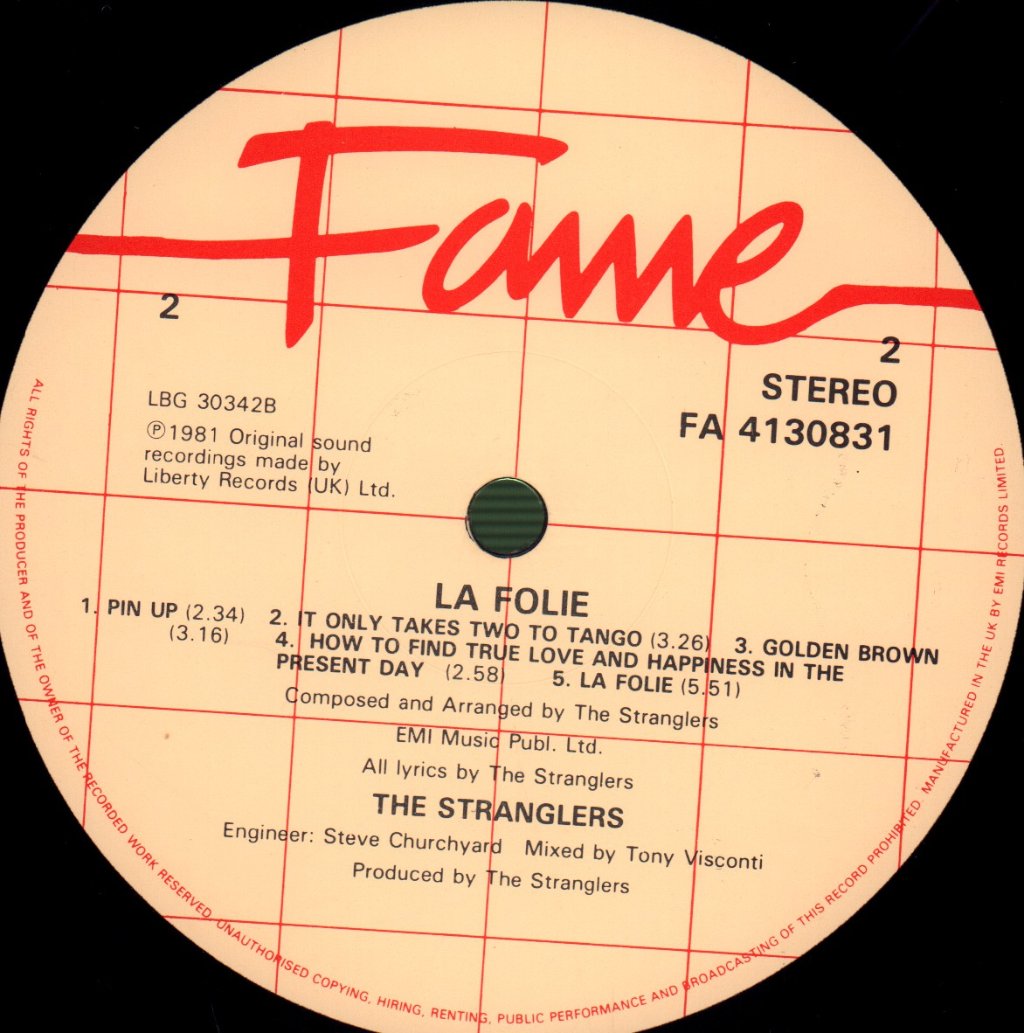 Fame
2
2
STEREO
FA 4130831
LBG 30342B
℗1981 Original sound
recordings made by
Liberty Records (UK) Ltd.
LA FOLIE
1. PIN UP (2.34) 2. IT ONLY TAKES TWO TO TANGO (3.26) 3. GOLDEN BROWN
(3.16) 4. HOW TO FIND TRUE LOVE AND HAPPINESS IN THE
PRESENT DAY (2.58) 5. LA FOLIE (5.51)
Composed and Arranged by The Stranglers
EMI Music Publ. Ltd.
All lyrics by The Stranglers
THE STRANGLERS
Engineer: Steve Churchyard Mixed by Tony Visconti
Produced by The Stranglers
ALL RIGHTS OF THE PRODUCER AND OF THE OWNER OF THE RECORDED WORK RESERVED. UNAUTHORISED COPYING, HIRING, RENTING, PUBLIC PERFORMANCE AND BROADCASTING OF THIS RECORD PROHIBITED. MANUFACTURED IN THE UK BY EMI RECORDS LIMITED.